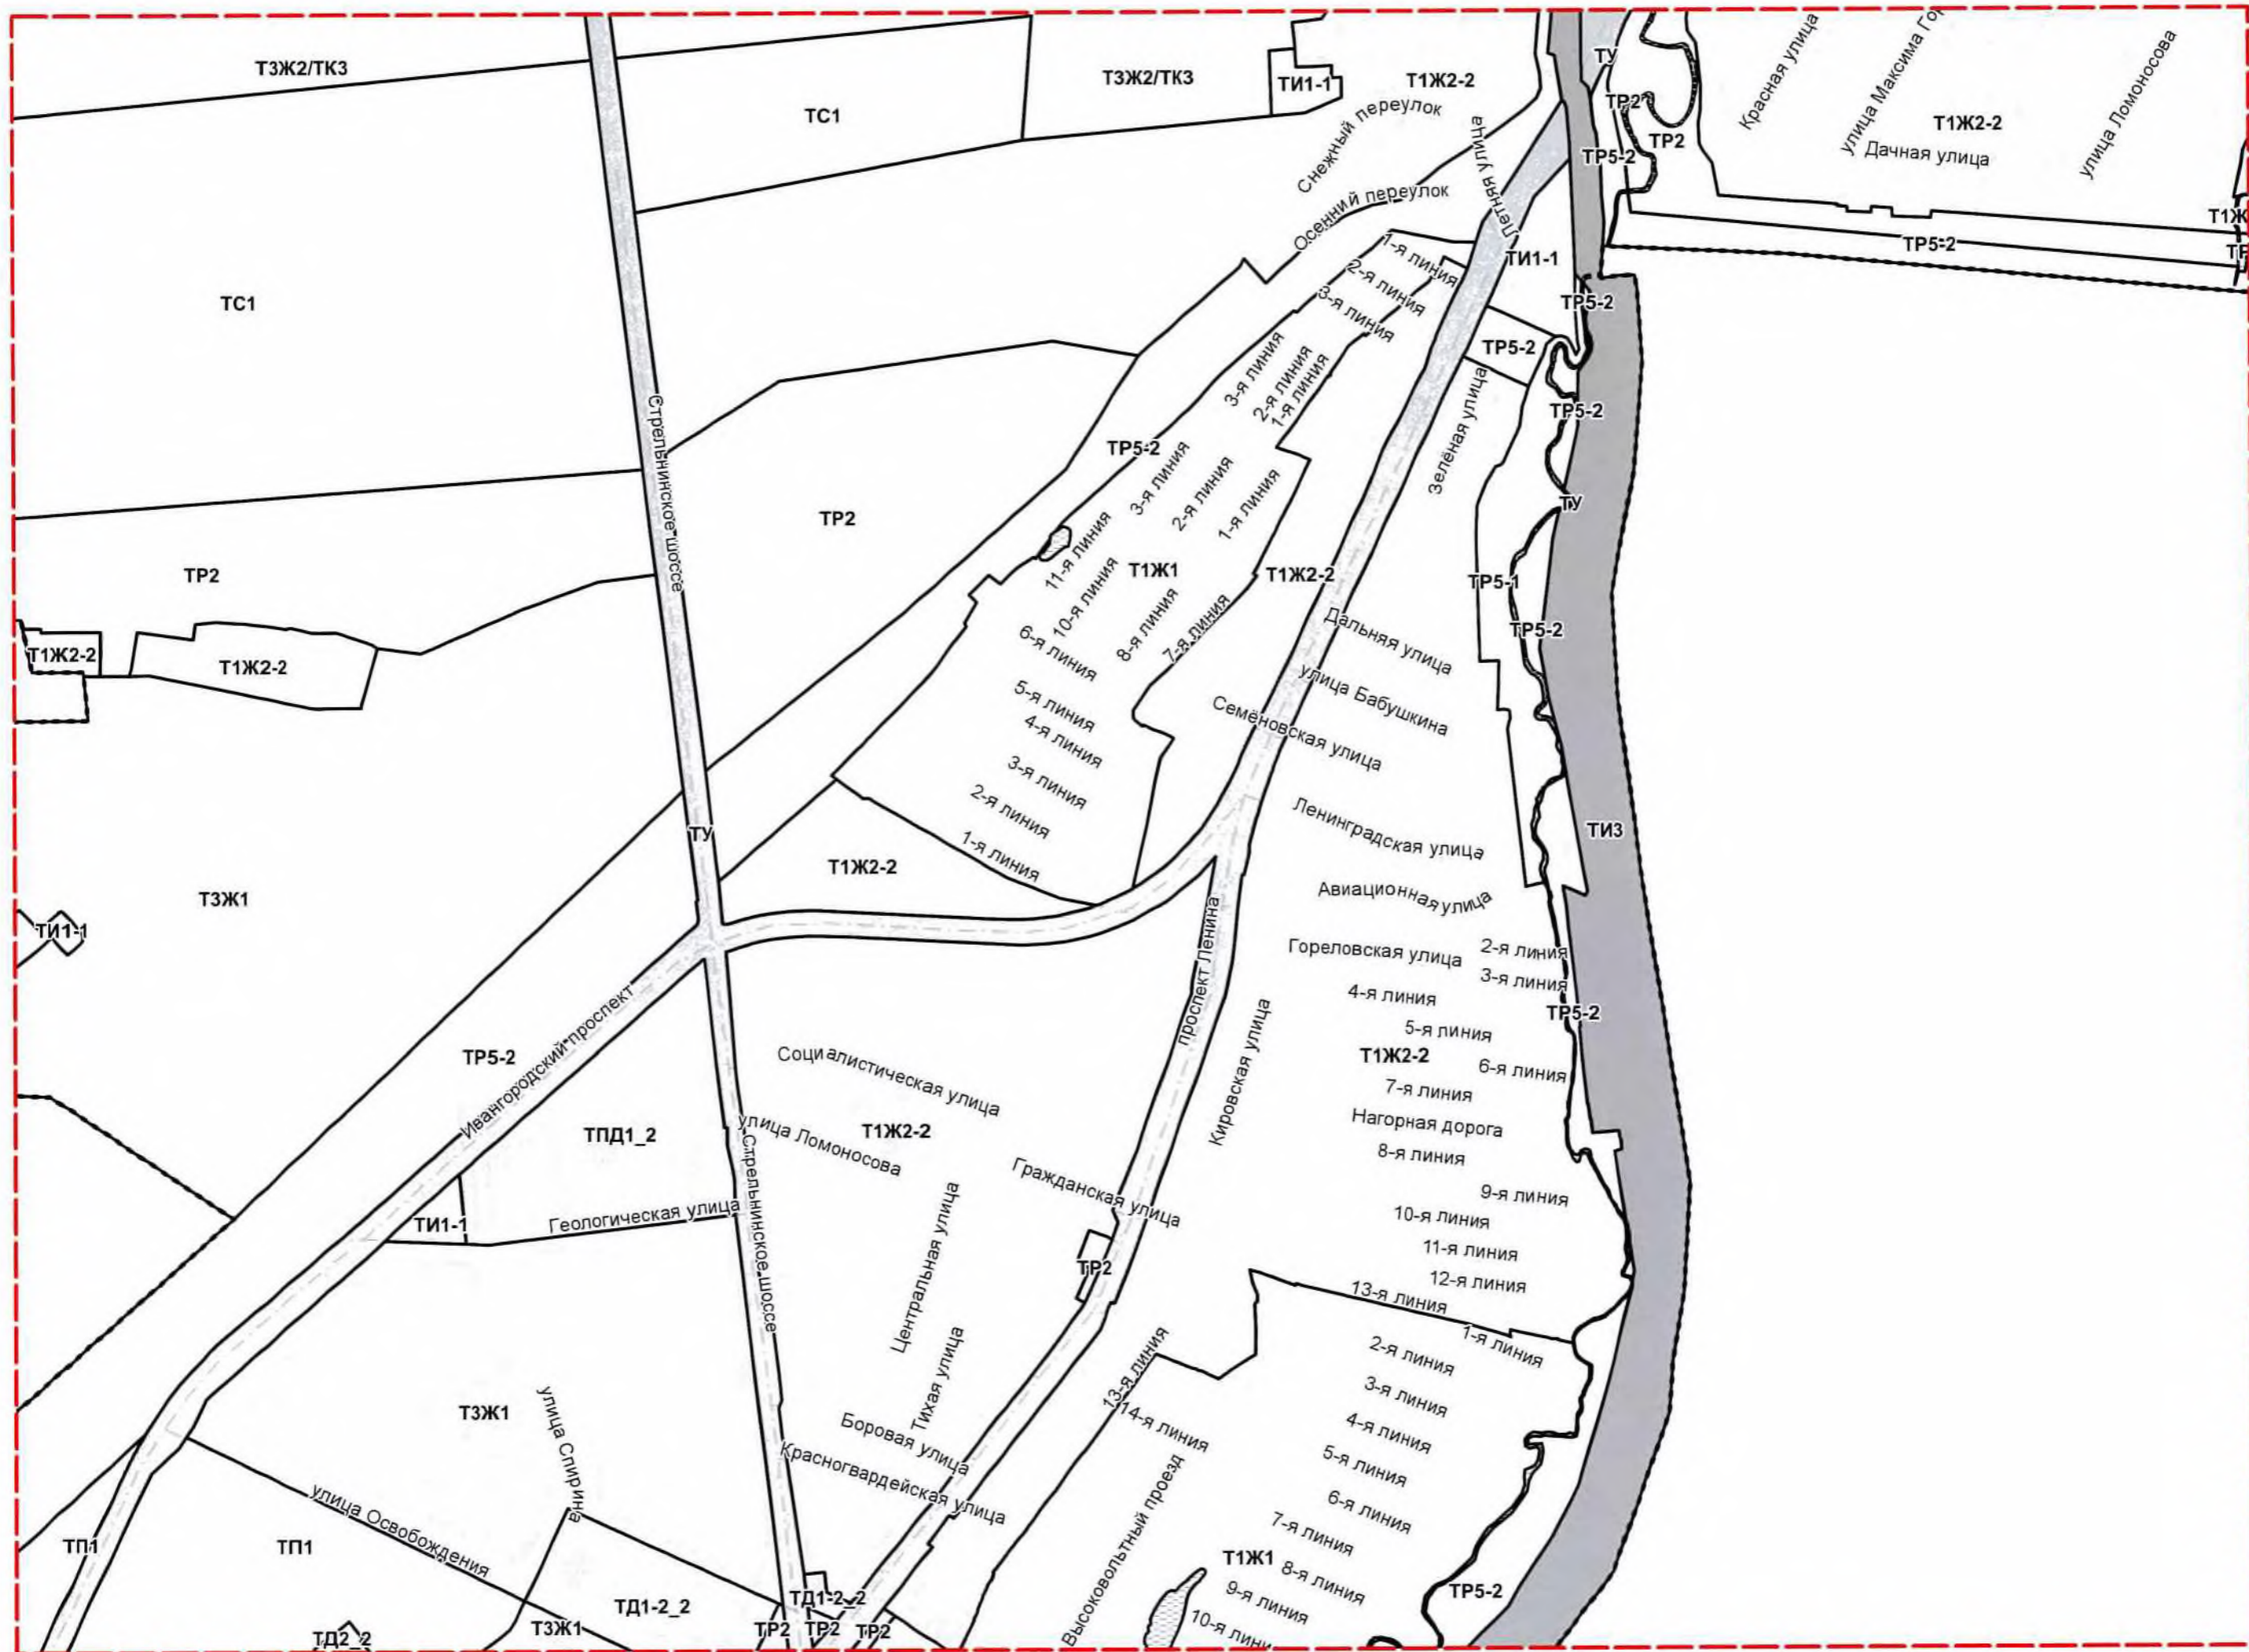 Т3Ж2/ТК3
ТС1
Т3Ж2/ТК3
ТИ1-1
Т1Ж2-2
ТУ
Красная улица
улица Ломоносова
Т1Ж2-2
Дачная улица
Снежный переулок
Летняя улица
ТР2
ТР2
ТР5-2
Осенний переулок
ТР5-2
ТС1
1-я линия
2-я линия
3-я линия
ТИ1-1
ТР5-2
ТР5-2
3-я линия
2-я линия
1-я линия
Зелёная улица
ТР5-2
Стрельнинское шоссе
ТР5-2
3-я линия
2-я линия
1-я линия
ТУ
ТР2
ТР2
11-я линия
10-я линия
Т1Ж1
8-я линия
7-я линия
Т1Ж2-2
ТР5-1
ТР5-2
Т1Ж2-2
Т1Ж2-2
6-я линия
5-я линия
4-я линия
3-я линия
2-я линия
1-я линия
Дальняя улица
улица Бабушкина
Семёновская улица
Ленинградская улица
ТИ3
ТУ
Т1Ж2-2
Т3Ж1
ТИ1-1
Авиационная улица
проспект Ленина
Гореловская улица
2-я линия
3-я линия
4-я линия
5-я линия
ТР5-2
Т1Ж2-2
6-я линия
7-я линия
Кировская улица
Нагорная дорога
8-я линия
9-я линия
10-я линия
11-я линия
12-я линия
13-я линия
Ивангородский проспект
ТР5-2
ТПД1_2
ТИ1-1
Геологическая улица
Социалистическая улица
улица Ломоносова
Т1Ж2-2
Стрельнинское шоссе
Гражданская улица
Центральная улица
ТР2
Тихая улица
Боровая улица
Красногвардейская улица
13-я линия
14-я линия
1-я линия
2-я линия
3-я линия
4-я линия
5-я линия
6-я линия
7-я линия
Т1Ж1
8-я линия
9-я линия
Высоковольтный проезд
ТР5-2
Т3Ж1
улица Спирина
улица Освобождения
ТП1
ТП1
ТД1-2_2
ТД1-2_2
Т3Ж1
ТД2_2
ТР2
ТР2
ТР2